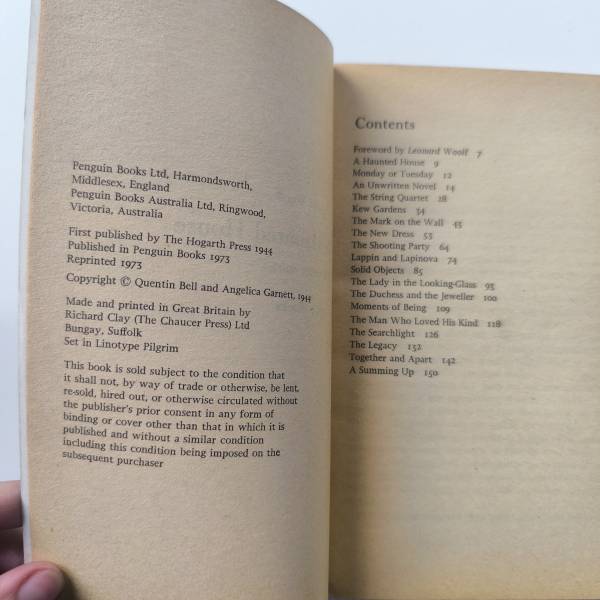 Penguin Books Ltd, Harmondsworth,
Middlesex, England
Penguin Books Australia Ltd, Ringwood,
Victoria, Australia
First published by The Hogarth Press 1944
Published in Penguin Books 1973
Reprinted 1973
Copyright © Quentin Bell and Angelica Garnett, 1944
Made and printed in Great Britain by
Richard Clay (The Chaucer Press) Ltd
Bungay, Suffolk
Set in Linotype Pilgrim
This book is sold subject to the condition that
it shall not, by way of trade or otherwise, be lent,
re-sold, hired out, or otherwise circulated without
the publisher's prior consent in any form of
binding or cover other than that in which it is
published and without a similar condition
including this condition being imposed on the
subsequent purchaser
Contents
Foreword by Leonard Woolf 7
A Haunted House 9
Monday or Tuesday 12
An Unwritten Novel 14
The String Quartet 28
Kew Gardens 34
The Mark on the Wall 43
The New Dress 53
The Shooting Party 64
Lappin and Lapinova 74
Solid Objects 85
The Lady in the Looking-Glass 93
The Duchess and the Jeweller 100
Moments of Being 109
The Man Who Loved His Kind 118
The Searchlight 126
The Legacy 132
Together and Apart 142
A Summing Up 150